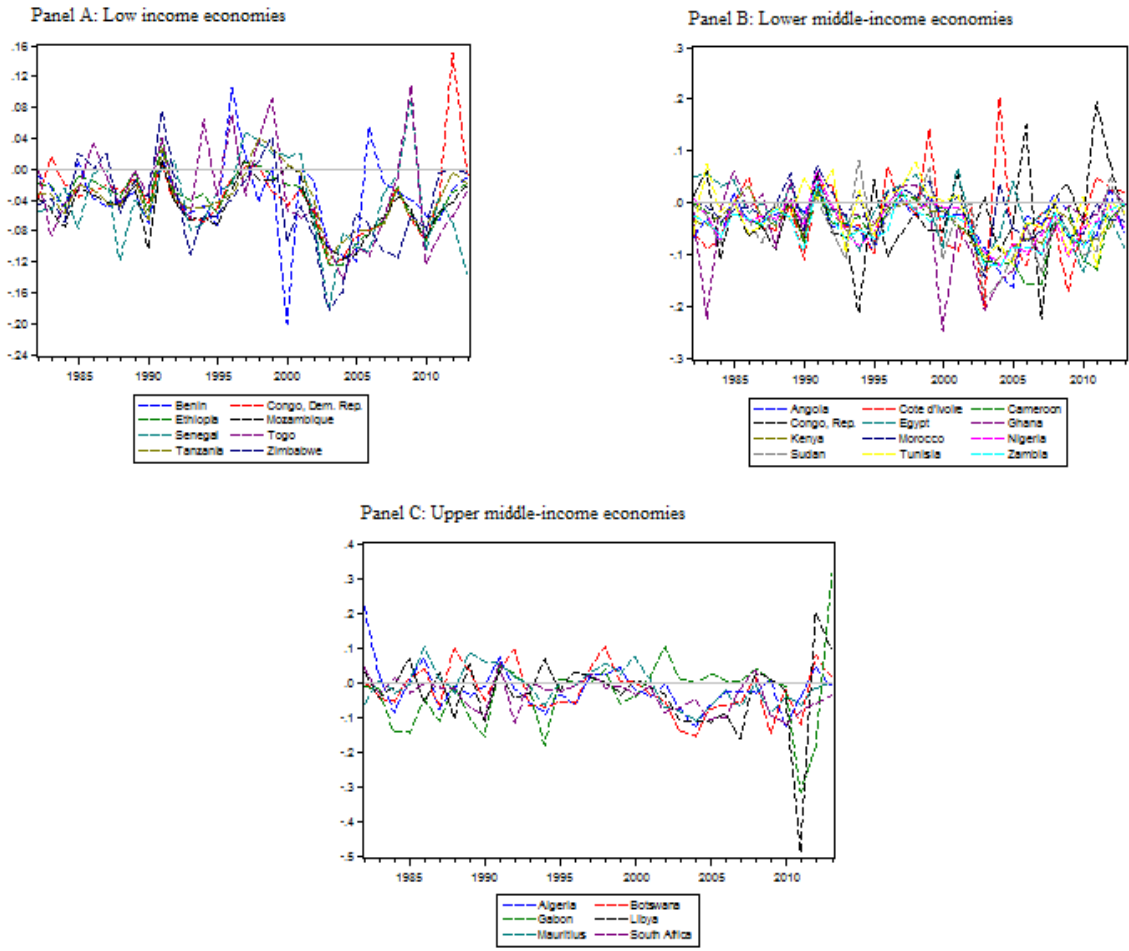 Panel A: Low income economies
.16
.12
.08
.04
.00
-.04
-.08
-.12
-.16
-.20
-.24
1985 1990 1995 2000 2005 2010
Benin Congo, Dem. Rep.
Ethiopia Mozambique
Senegal Togo
Tanzania Zimbabwe
Panel B: Lower middle-income economies
.3
.2
.1
.0
-.1
-.2
-.3
1985 1990 1995 2000 2005 2010
Angola Cote d'Ivoire Cameroon
Congo, Rep. Egypt Ghana
Kenya Morocco Nigeria
Sudan Tunisia Zambia
Panel C: Upper middle-income economies
.4
.3
.2
.1
.0
-.1
-.2
-.3
-.4
-.5
1985 1990 1995 2000 2005 2010
Algeria Botswana
Gabon Libya
Mauritius South Africa